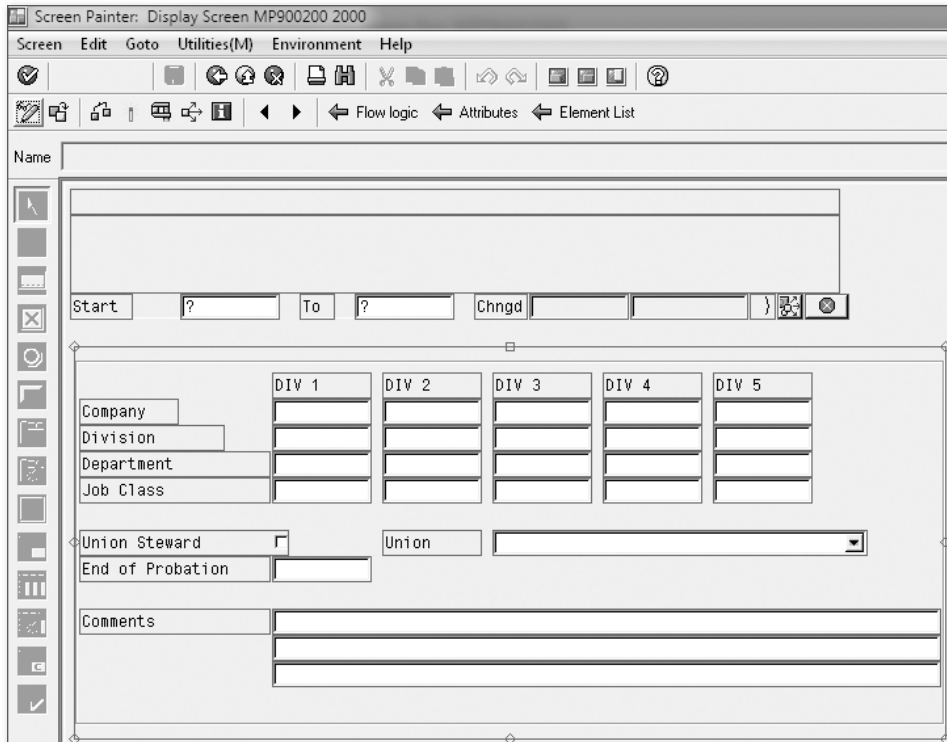 Screen Painter: Display Screen MP900200 2000
Screen Edit Goto Utilities(M) Environment Help
Flow logic Attributes Element List
Name
Start ? To ? Chngd
DIV 1 DIV 2 DIV 3 DIV 4 DIV 5
Company
Division
Department
Job Class
Union Steward Union
End of Probation
Comments